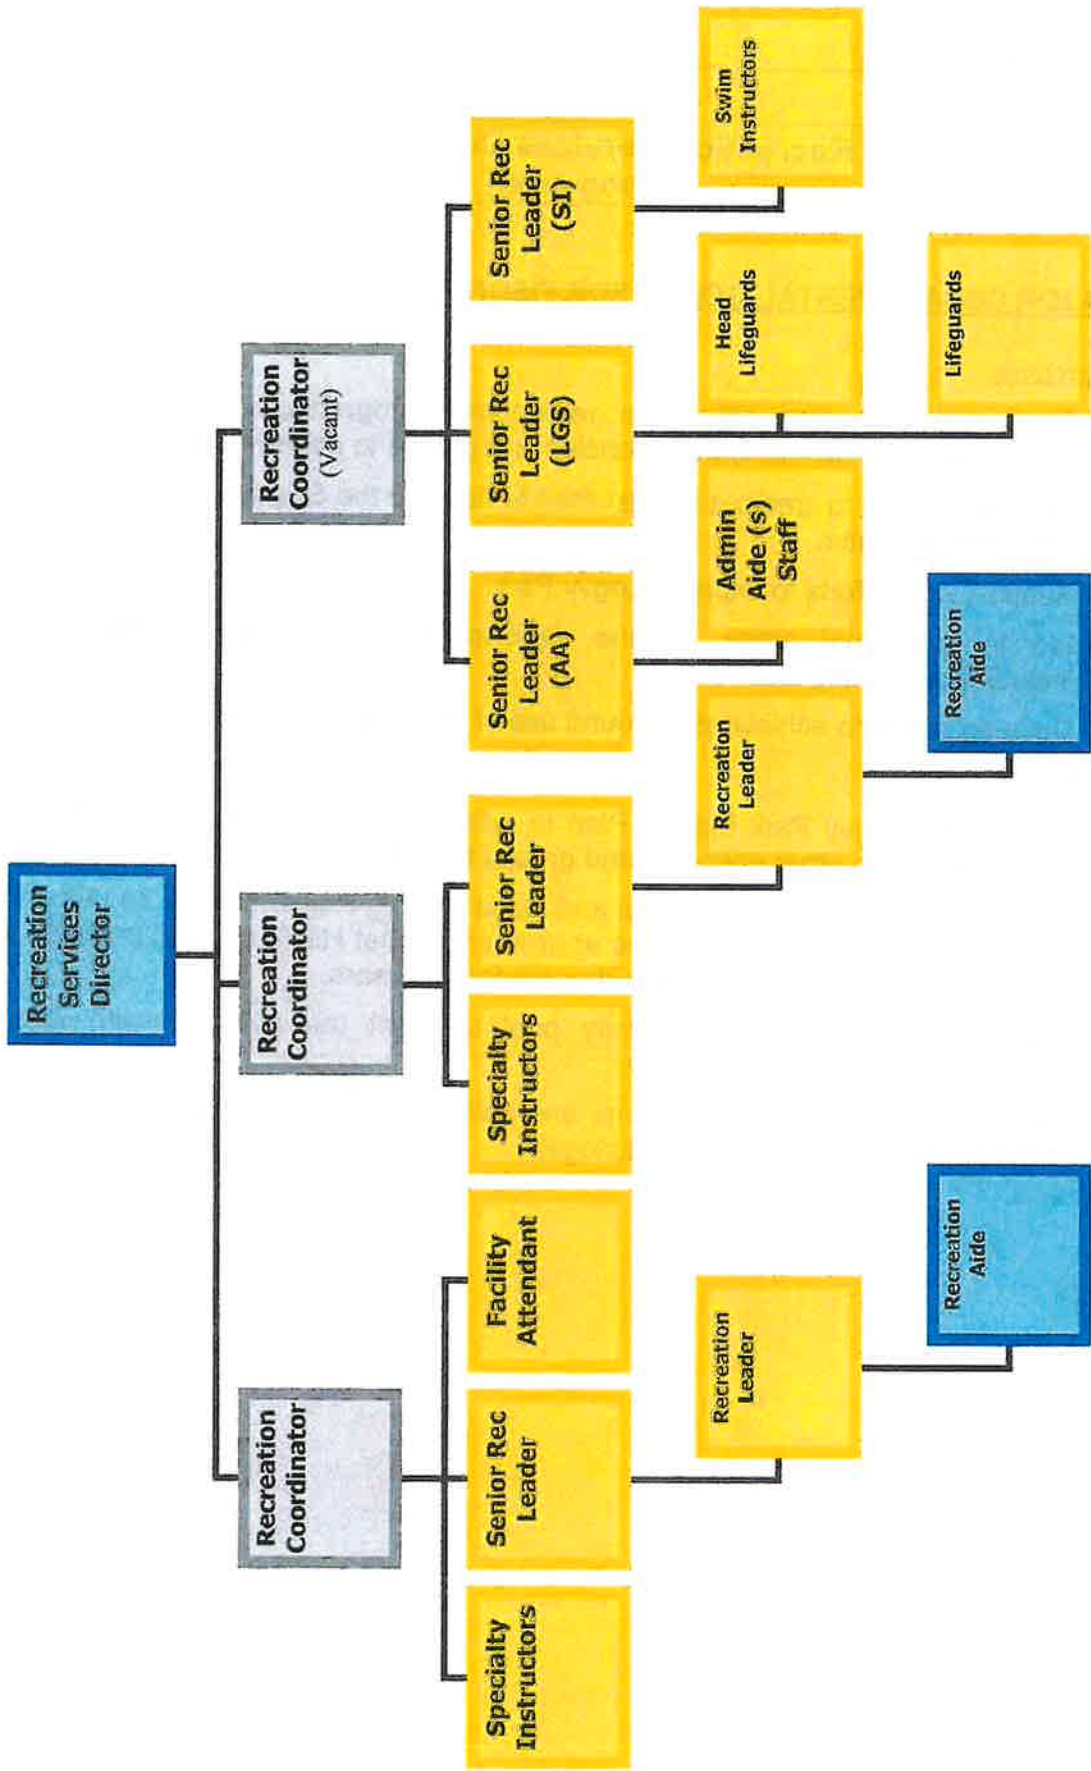 Recreation
Services
Director
Recreation
Coordinator
Recreation
Coordinator
Recreation
Coordinator
(Vacant)
Specialty
Instructors
Senior Rec
Leader
Facility
Attendant
Specialty
Instructors
Senior Rec
Leader
Senior Rec
Leader
(AA)
Senior Rec
Leader
(LGS)
Senior Rec
Leader
(SI)
Recreation
Leader
Recreation
Leader
Admin
Aide (s)
Staff
Head
Lifeguards
Swim
Instructors
Recreation
Aide
Recreation
Aide
Lifeguards